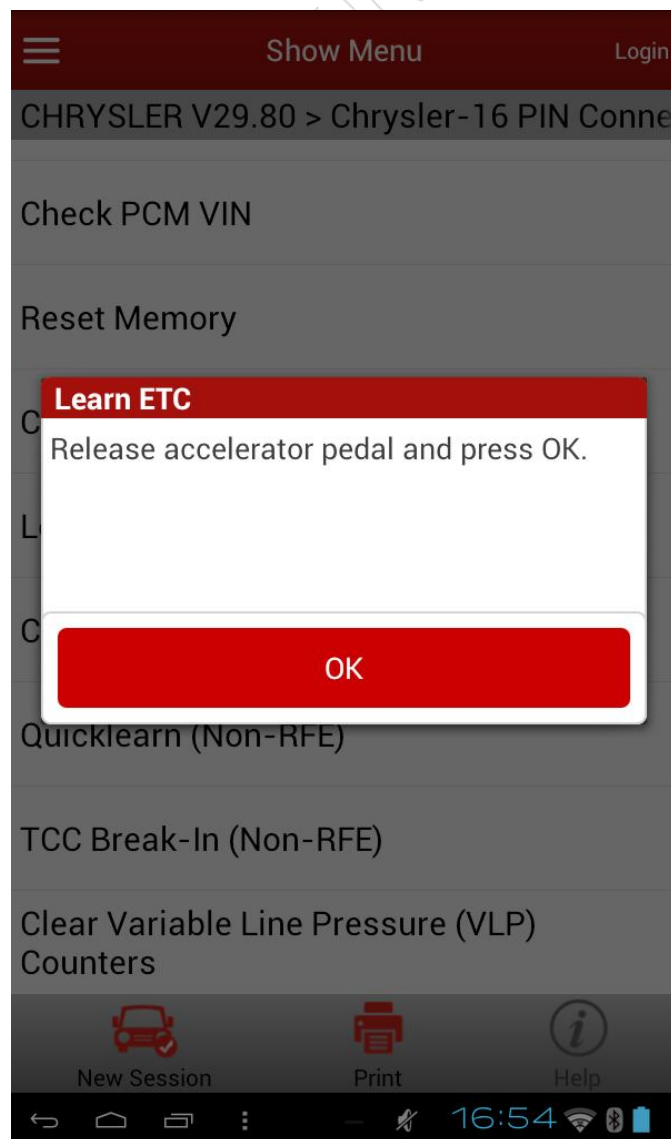 Show Menu
Login
CHRYSLER V29.80 > Chrysler-16 PIN Conne
Check PCM VIN
Reset Memory
C
Learn ETC
Release accelerator pedal and press OK.
L
C
OK
Quicklearn (Non-RFE)
TCC Break-In (Non-RFE)
Clear Variable Line Pressure (VLP)
Counters
New Session
Print
Help
16:54